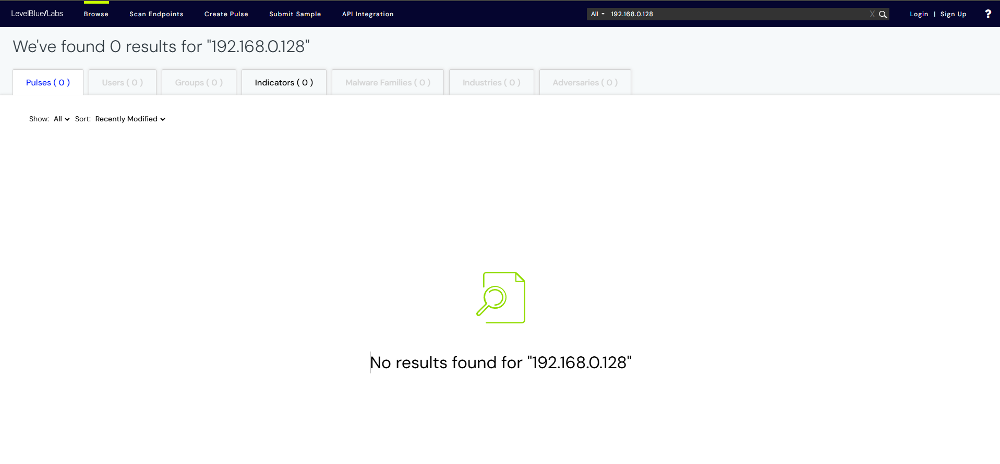 LevelBlue/Labs Browse Scan Endpoints Create Pulse Submit Sample API Integration All 192.168.0.128 X Login | Sign Up ?
We've found 0 results for "192.168.0.128"
Pulses ( 0 ) Users ( 0 ) Groups ( 0 ) Indicators ( 0 ) Malware Families ( 0 ) Industries ( 0 ) Adversaries ( 0 )
Show: All Sort: Recently Modified
No results found for "192.168.0.128"